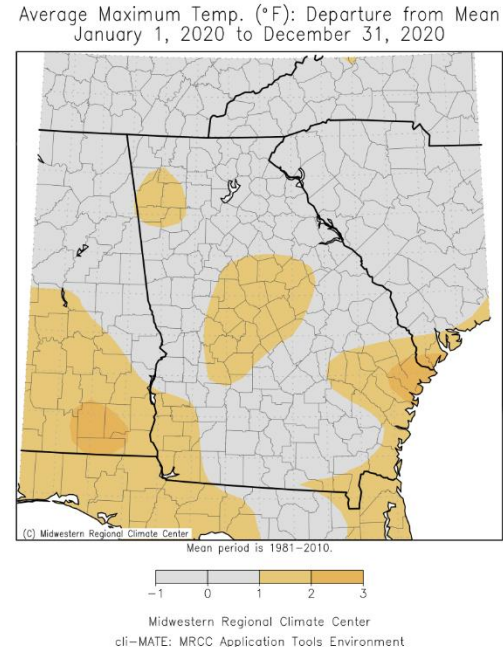 Average Maximum Temp. (°F): Departure from Mean
January 1, 2020 to December 31, 2020
(C) Midwestern Regional Climate Center
Mean period is 1981-2010.
-1 0 1 2 3
Midwestern Regional Climate Center
cli-MATE: MRCC Application Tools Environment